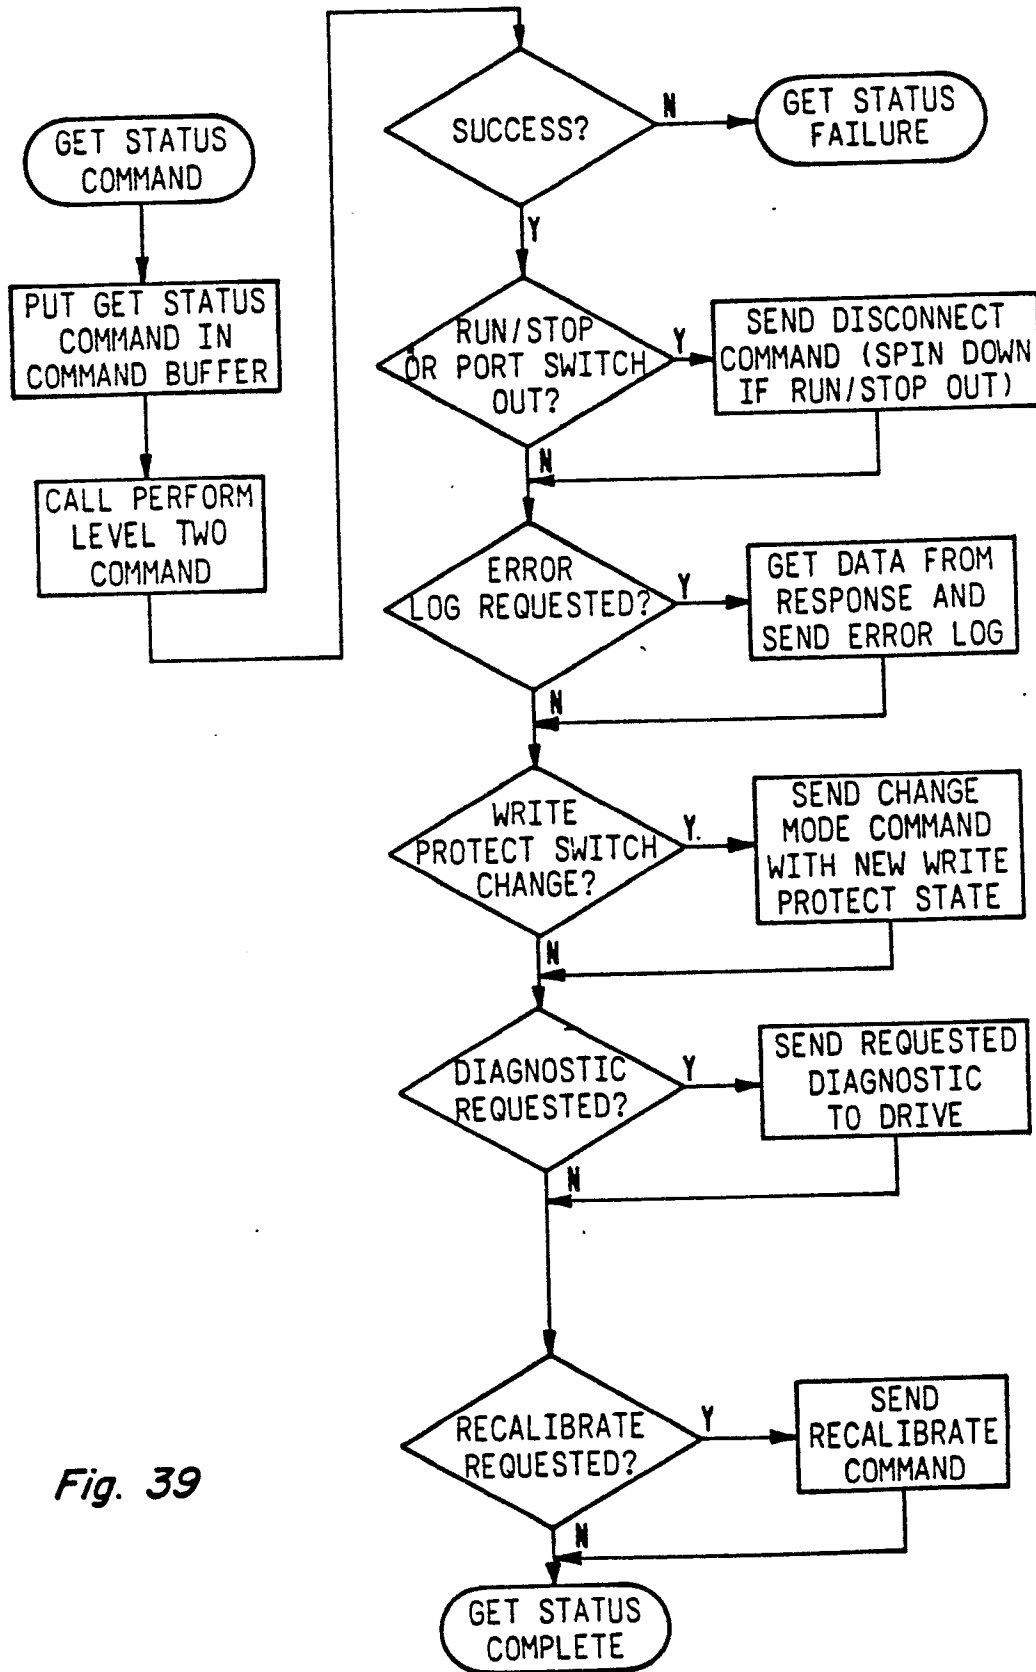 GET STATUS
COMMAND
PUT GET STATUS
COMMAND IN
COMMAND BUFFER
CALL PERFORM
LEVEL TWO
COMMAND
SUCCESS?
N
GET STATUS
FAILURE
Y
RUN/STOP
OR PORT SWITCH
OUT?
Y
SEND DISCONNECT
COMMAND (SPIN DOWN
IF RUN/STOP OUT)
N
ERROR
LOG REQUESTED?
Y
GET DATA FROM
RESPONSE AND
SEND ERROR LOG
N
WRITE
PROTECT SWITCH
CHANGE?
Y
SEND CHANGE
MODE COMMAND
WITH NEW WRITE
PROTECT STATE
N
DIAGNOSTIC
REQUESTED?
Y
SEND REQUESTED
DIAGNOSTIC
TO DRIVE
N
RECALIBRATE
REQUESTED?
Y
SEND
RECALIBRATE
COMMAND
N
GET STATUS
COMPLETE
Fig. 39